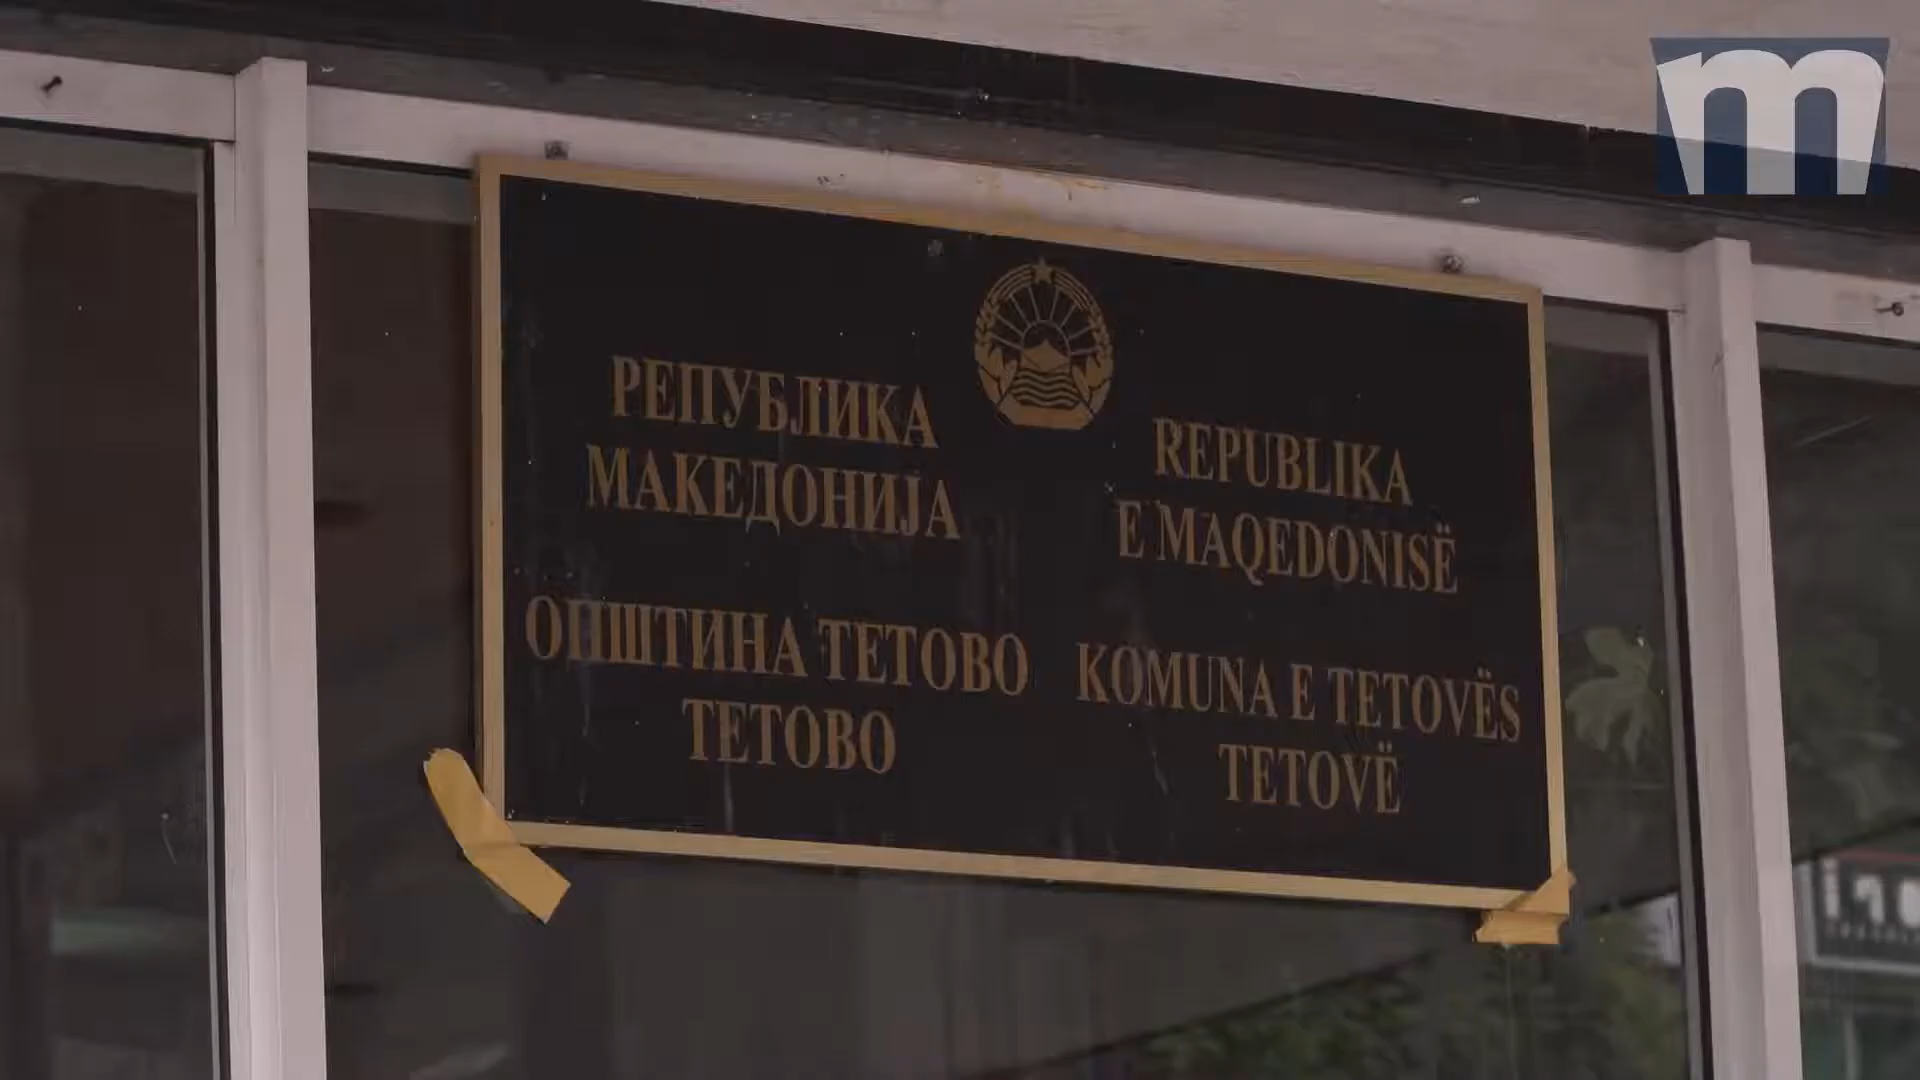 m
РЕПУБЛИКА
МАКЕДОНИЈА
ОПШТИНА ТЕТОВО
ТЕТОВО
REPUBLIKA
E MAQEDONISË
KOMUNA E TETOVËS
TETOVË